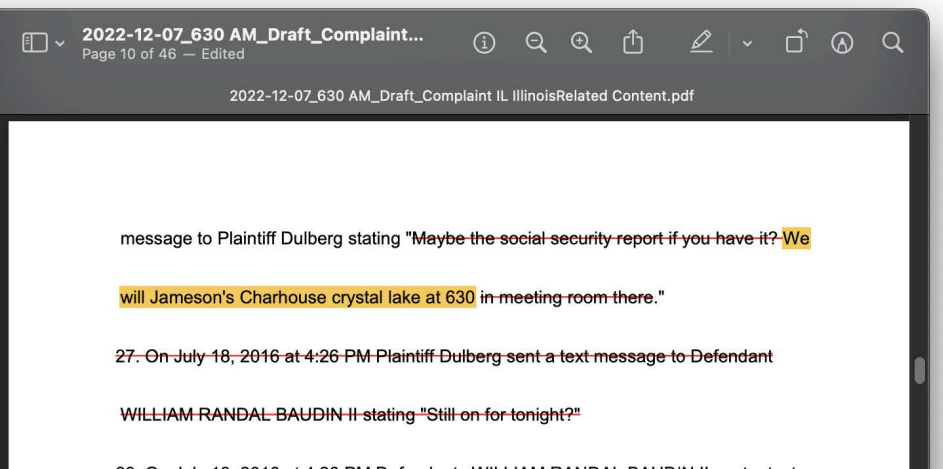 2022-12-07_630 AM_Draft_Complaint...
Page 10 of 46 — Edited
2022-12-07_630 AM_Draft_Complaint IL IllinoisRelated Content.pdf
message to Plaintiff Dulberg stating "Maybe the social security report if you have it? We
will Jameson's Charhouse crystal lake at 630 in meeting room there."
27. On July 18, 2016 at 4:26 PM Plaintiff Dulberg sent a text message to Defendant
WILLIAM RANDAL BAUDIN II stating "Still on for tonight?"